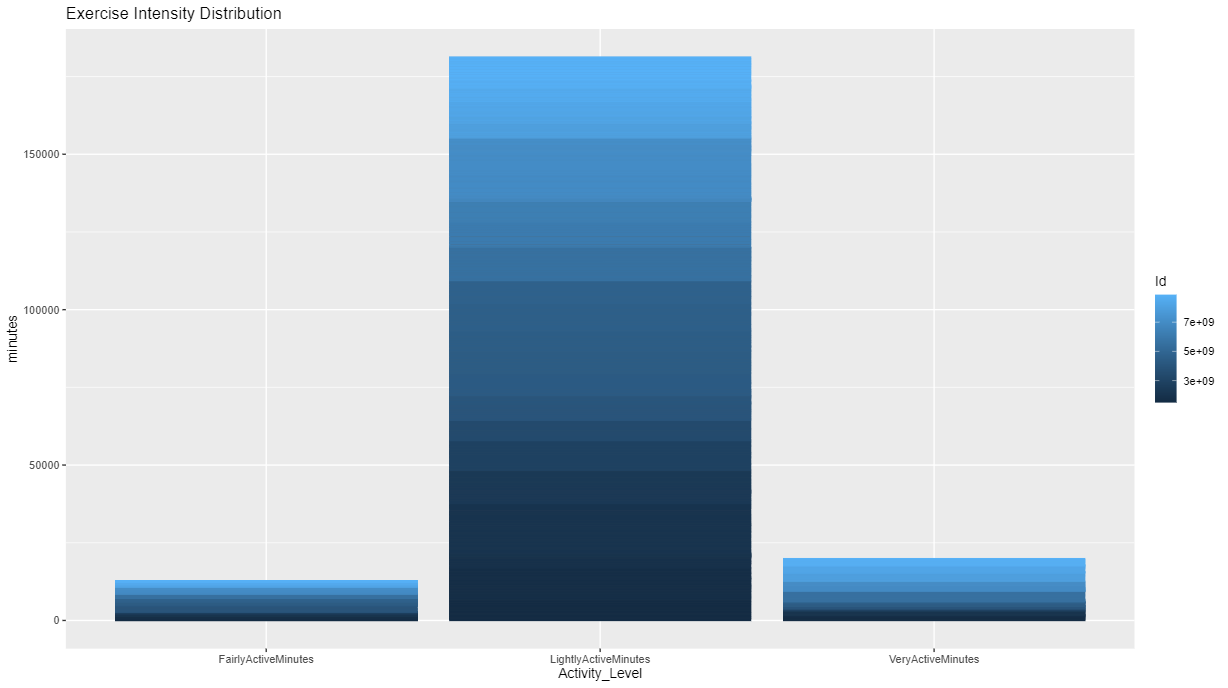 Exercise Intensity Distribution
minutes
150000
100000
50000
0
FairlyActiveMinutes
LightlyActiveMinutes
VeryActiveMinutes
Activity_Level
Id
7e+09
5e+09
3e+09